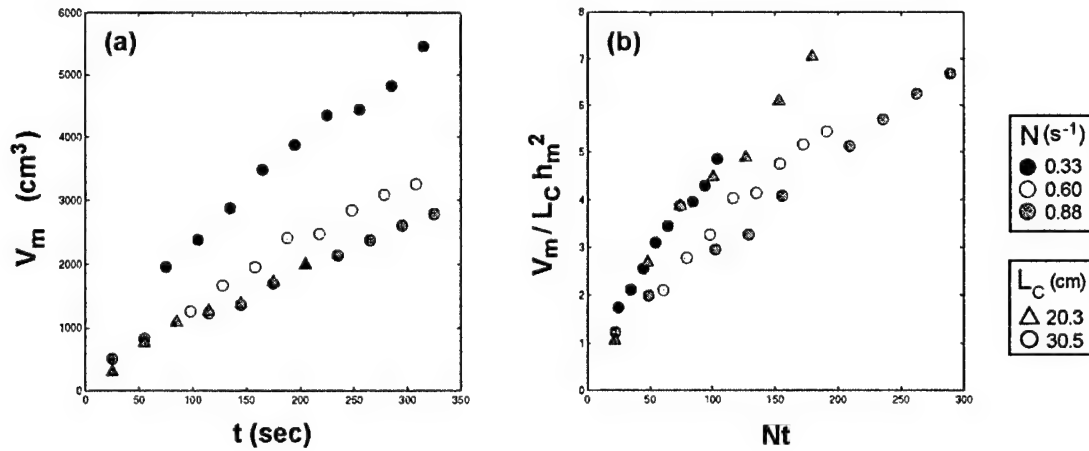 (a)
V_m (cm³)
6000
5000
4000
3000
2000
1000
0
0 50 100 150 200 250 300 350
t (sec)
(b)
V_m / L_C h_m²
8
7
6
5
4
3
2
1
0
0 50 100 150 200 250 300
Nt
N (s⁻¹)
0.33
0.60
0.88
L_C (cm)
20.3
30.5